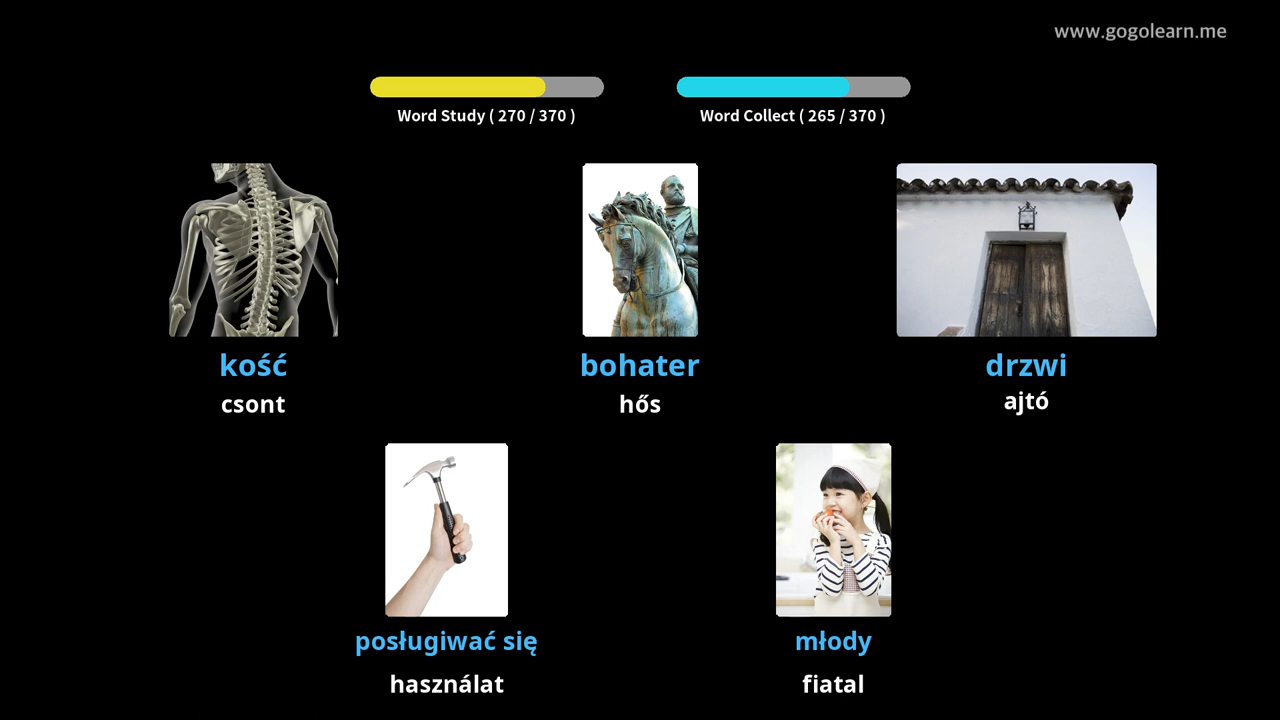 www.gogolearn.me
Word Study ( 270 / 370 )
Word Collect ( 265 / 370 )
kość
bohater
drzwi
csont
hős
ajtó
posługiwać się
młody
használat
fiatal